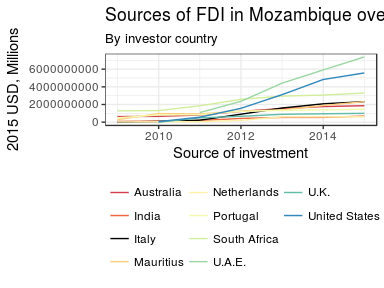 Sources of FDI in Mozambique ove
By investor country
2015 USD, Millions
6000000000
4000000000
2000000000
0
2010 2012 2014
Source of investment
Australia Netherlands U.K.
India Portugal United States
Italy South Africa
Mauritius U.A.E.